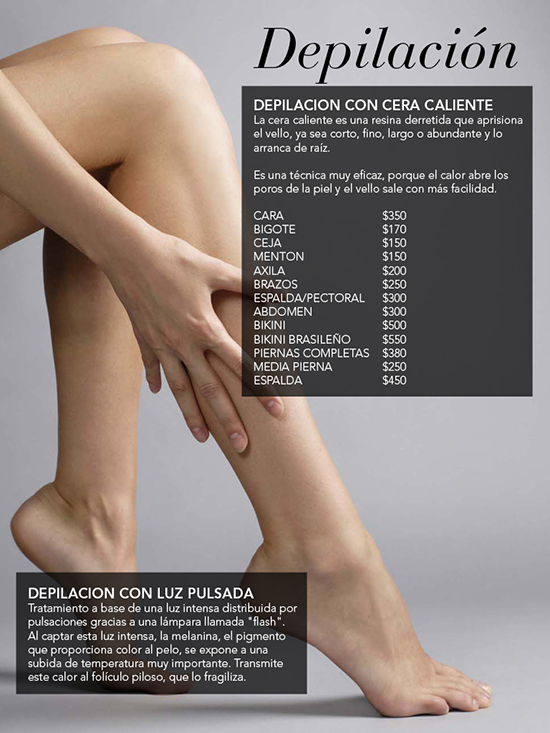 Depilación
DEPILACION CON CERA CALIENTE
La cera caliente es una resina derretida que aprisiona
el vello, ya sea corto, fino, largo o abundante y lo
arranca de raíz.
Es una técnica muy eficaz, porque el calor abre los
poros de la piel y el vello sale con más facilidad.
CARA $350
BIGOTE $170
CEJA $150
MENTON $150
AXILA $200
BRAZOS $250
ESPALDA/PECTORAL $300
ABDOMEN $300
BIKINI $500
BIKINI BRASILEÑO $550
PIERNAS COMPLETAS $380
MEDIA PIERNA $250
ESPALDA $450
DEPILACION CON LUZ PULSADA
Tratamiento a base de una luz intensa distribuida por
pulsaciones gracias a una lámpara llamada "flash".
Al captar esta luz intensa, la melanina, el pigmento
que proporciona color al pelo, se expone a una
subida de temperatura muy importante. Transmite
este calor al folículo piloso, que lo fragiliza.